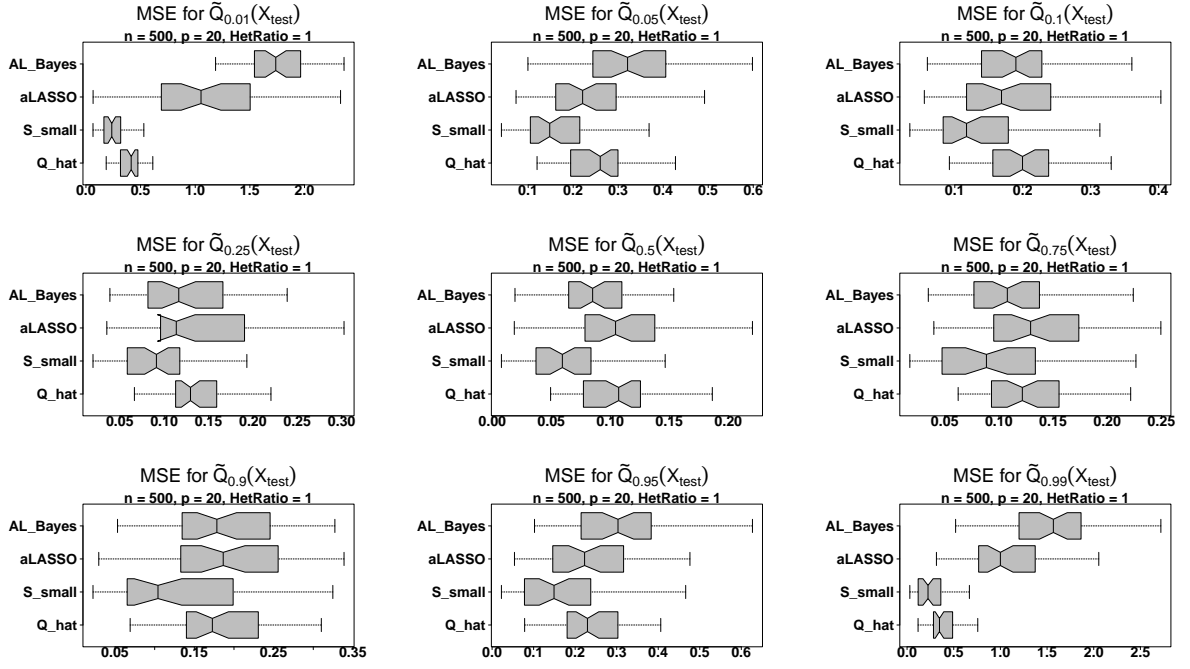 MSE for Q̃0.01(Xtest)
n = 500, p = 20, HetRatio = 1
AL_Bayes
aLASSO
S_small
Q_hat
0.0 0.5 1.0 1.5 2.0
MSE for Q̃0.05(Xtest)
n = 500, p = 20, HetRatio = 1
AL_Bayes
aLASSO
S_small
Q_hat
0.1 0.2 0.3 0.4 0.5 0.6
MSE for Q̃0.1(Xtest)
n = 500, p = 20, HetRatio = 1
AL_Bayes
aLASSO
S_small
Q_hat
0.1 0.2 0.3 0.4
MSE for Q̃0.25(Xtest)
n = 500, p = 20, HetRatio = 1
AL_Bayes
aLASSO
S_small
Q_hat
0.05 0.10 0.15 0.20 0.25 0.30
MSE for Q̃0.5(Xtest)
n = 500, p = 20, HetRatio = 1
AL_Bayes
aLASSO
S_small
Q_hat
0.00 0.05 0.10 0.15 0.20
MSE for Q̃0.75(Xtest)
n = 500, p = 20, HetRatio = 1
AL_Bayes
aLASSO
S_small
Q_hat
0.05 0.10 0.15 0.20 0.25
MSE for Q̃0.9(Xtest)
n = 500, p = 20, HetRatio = 1
AL_Bayes
aLASSO
S_small
Q_hat
0.05 0.15 0.25 0.35
MSE for Q̃0.95(Xtest)
n = 500, p = 20, HetRatio = 1
AL_Bayes
aLASSO
S_small
Q_hat
0.0 0.1 0.2 0.3 0.4 0.5 0.6
MSE for Q̃0.99(Xtest)
n = 500, p = 20, HetRatio = 1
AL_Bayes
aLASSO
S_small
Q_hat
0.0 0.5 1.0 1.5 2.0 2.5